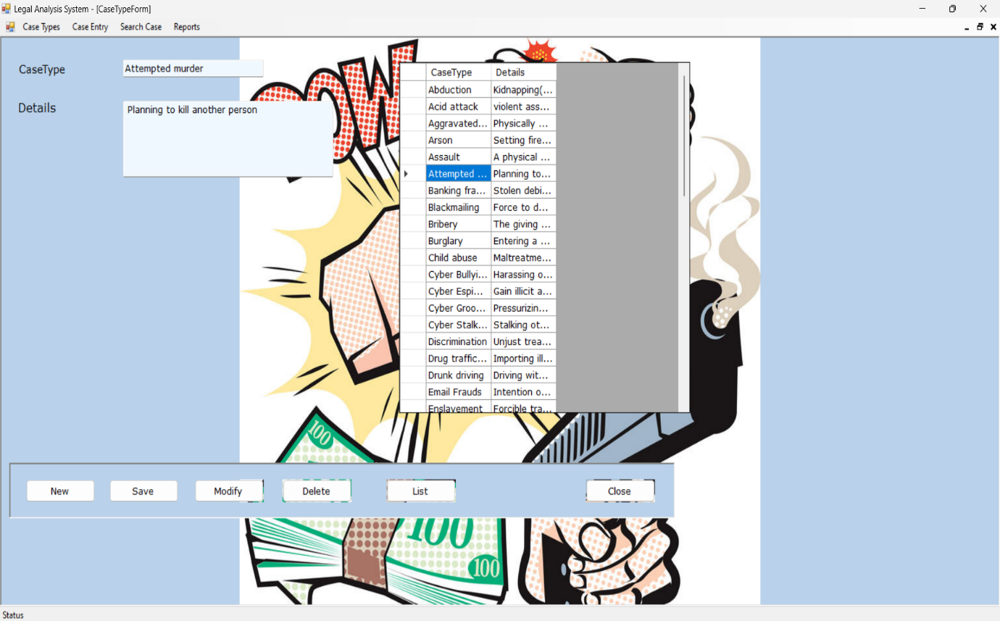 Legal Analysis System - [CaseTypeForm]
Case Types Case Entry Search Case Reports
CaseType Attempted murder
Details Planning to kill another person
POW
CaseType Details
Abduction Kidnapping(...
Acid attack violent ass...
Aggravated... Physically ...
Arson Setting fire...
Assault A physical ...
Attempted ... Planning to...
Banking fra... Stolen debi...
Blackmailing Force to d...
Bribery The giving ...
Burglary Entering a ...
Child abuse Maltreatme...
Cyber Bullyi... Harassing o...
Cyber Espi... Gain illicit a...
Cyber Groo... Pressurizin...
Cyber Stalk... Stalking ot...
Discrimination Unjust trea...
Drug traffic... Importing ill...
Drunk driving Driving wit...
Email Frauds Intention o...
Enslavement Forcible tra...
100
New Save Modify Delete List Close
100
100
Status